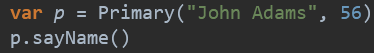 var p = Primary("John Adams", 56)
p.sayName()